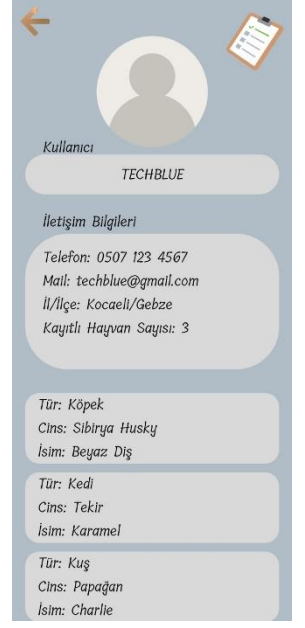 Kullanıcı
TECHBLUE
İletişim Bilgileri
Telefon: 0507 123 4567
Mail: techblue@gmail.com
İl/İlçe: Kocaeli/Gebze
Kayıtlı Hayvan Sayısı: 3
Tür: Köpek
Cins: Sibirya Husky
İsim: Beyaz Diş
Tür: Kedi
Cins: Tekir
İsim: Karamel
Tür: Kuş
Cins: Papağan
İsim: Charlie